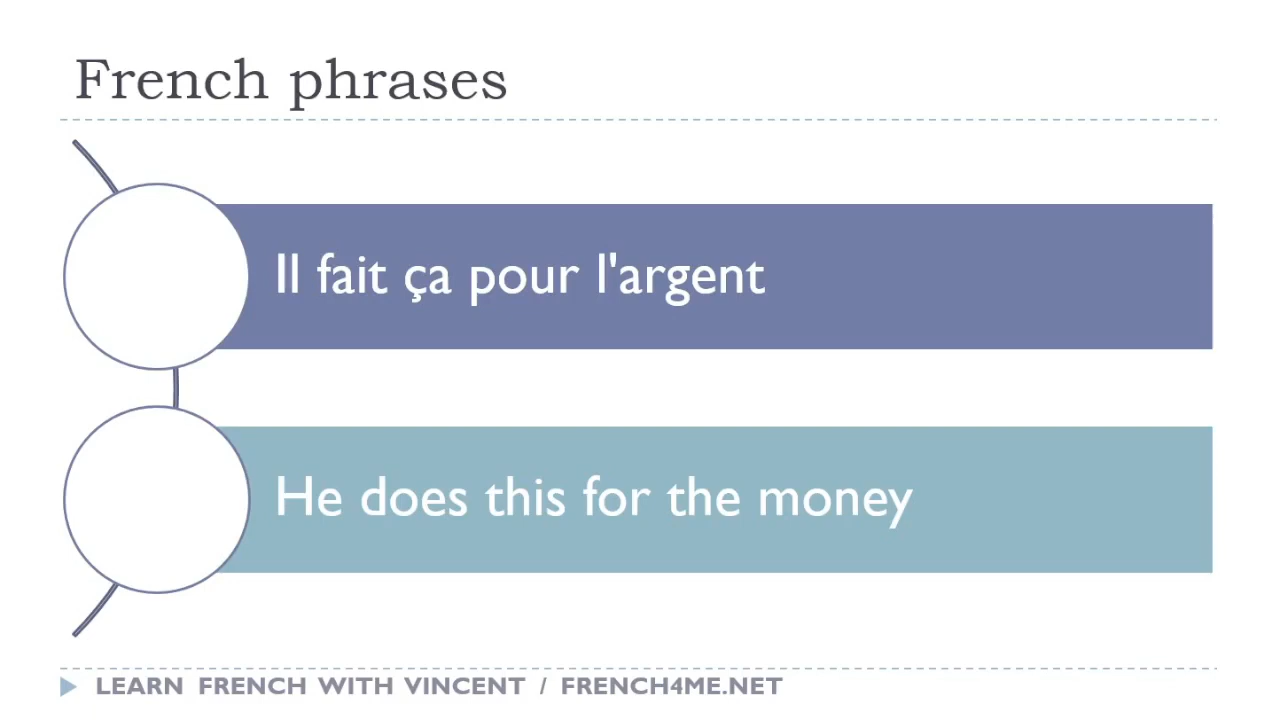 French phrases
Il fait ça pour l'argent
He does this for the money
LEARN FRENCH WITH VINCENT / FRENCH4ME.NET